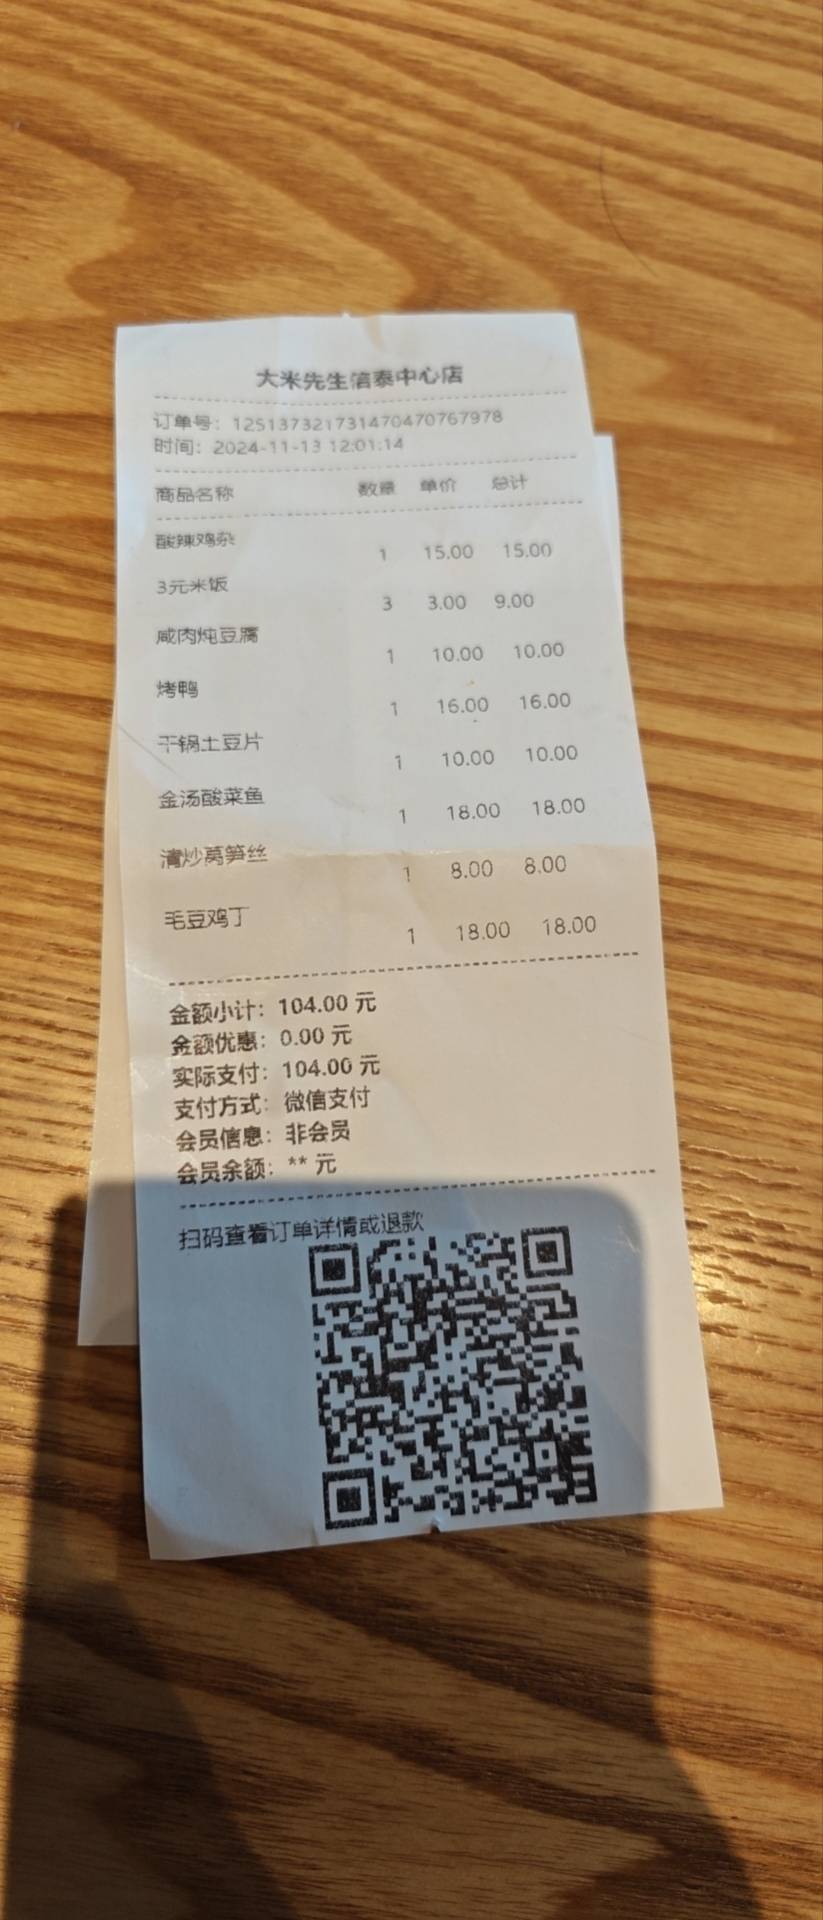 大米先生信泰中心店
订单号：1251373217314704707​67978
时间：2024-11-13 12:01:14
商品名称 数量 单价 总计
酸辣鸡杂
1 15.00 15.00
3元米饭
3 3.00 9.00
咸肉炖豆腐
1 10.00 10.00
烤鸭
1 16.00 16.00
干锅土豆片
1 10.00 10.00
金汤酸菜鱼
1 18.00 18.00
清炒莴笋丝
1 8.00 8.00
毛豆鸡丁
1 18.00 18.00
金额小计：104.00 元
金额优惠：0.00 元
实际支付：104.00 元
支付方式：微信支付
会员信息：非会员
会员余额：** 元
扫码查看订单详情或退款